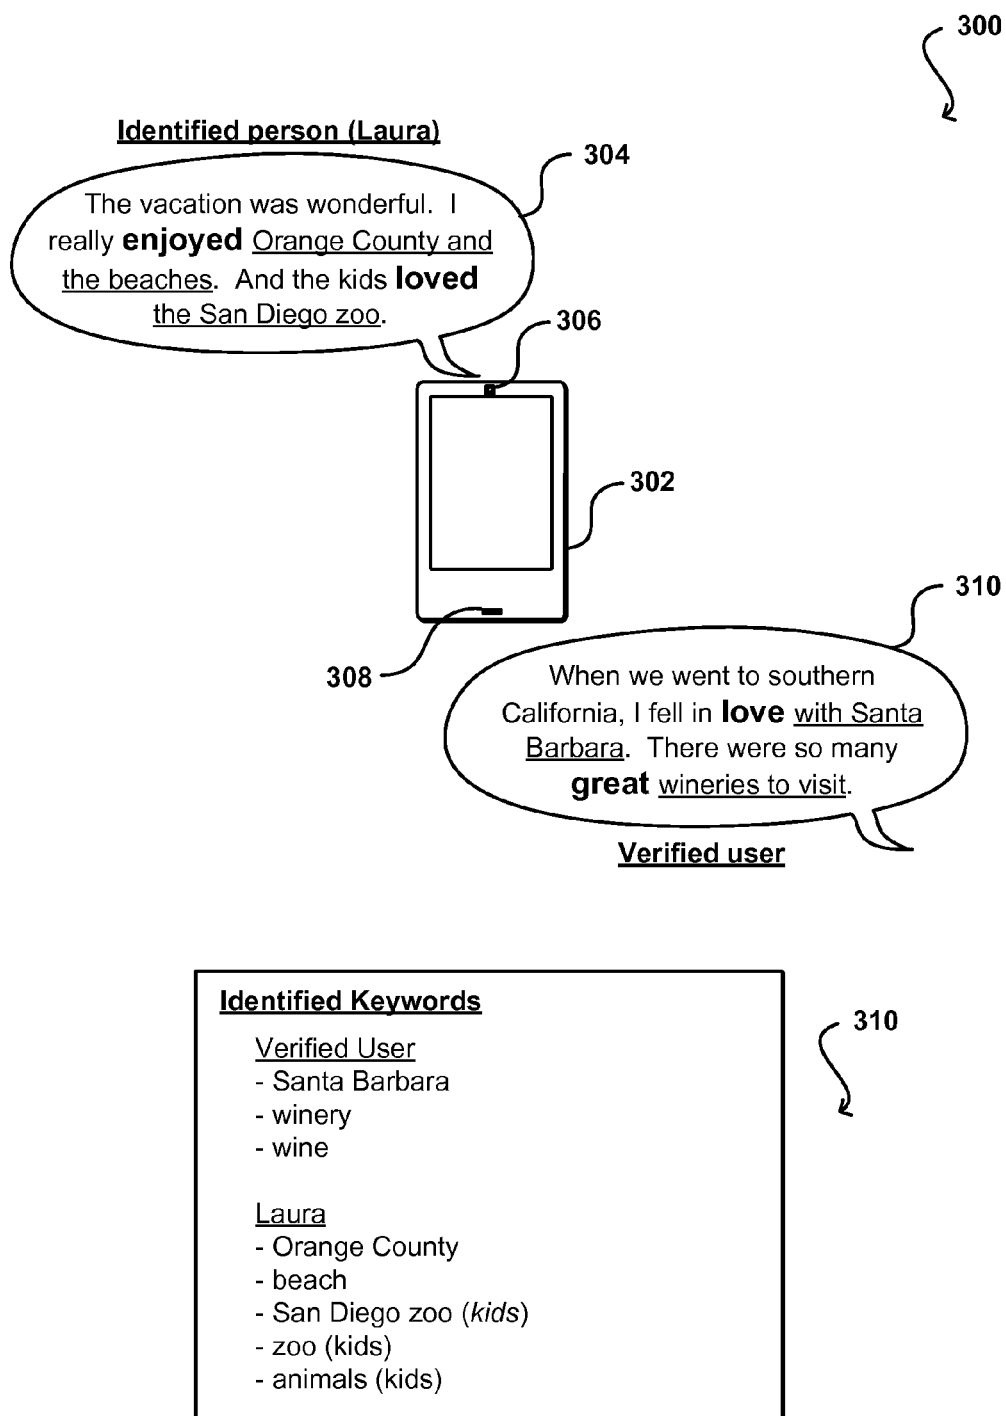 300
Identified person (Laura)
304
The vacation was wonderful. I
really enjoyed Orange County and
the beaches. And the kids loved
the San Diego zoo.
306
302
310
308
When we went to southern
California, I fell in love with Santa
Barbara. There were so many
great wineries to visit.
Verified user
Identified Keywords
310
Verified User
- Santa Barbara
- winery
- wine
Laura
- Orange County
- beach
- San Diego zoo (kids)
- zoo (kids)
- animals (kids)